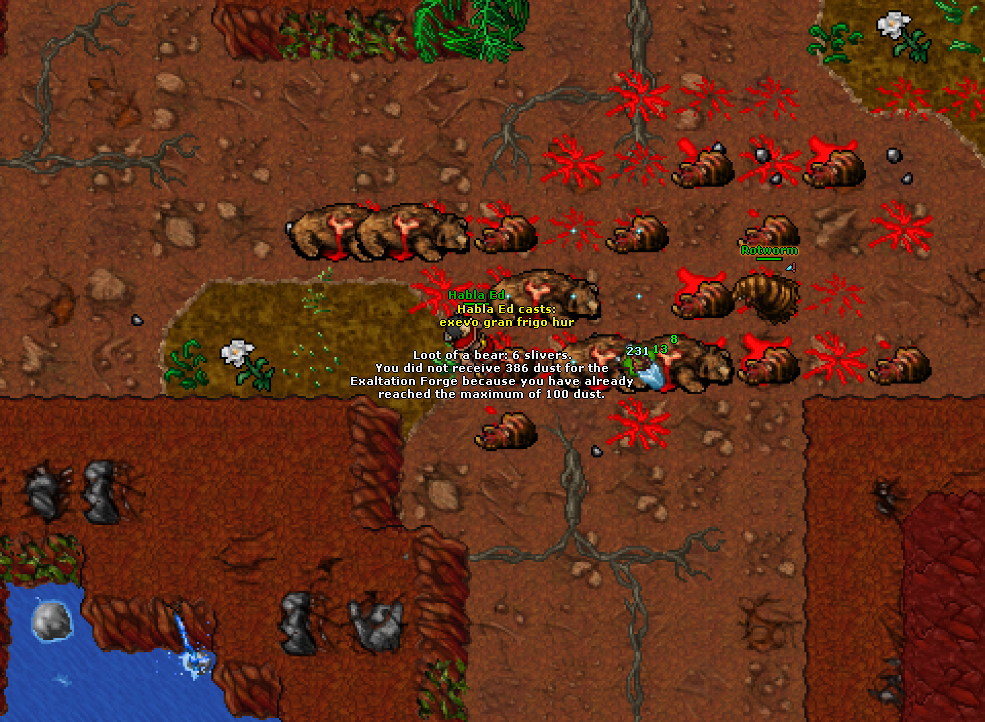 Rotworm
Habla Ed
Habla Ed casts:
exevo gran frigo hur
8
231 13
Loot of a bear: 6 slivers.
You did not receive 386 dust for the
Exaltation Forge because you have already
reached the maximum of 100 dust.